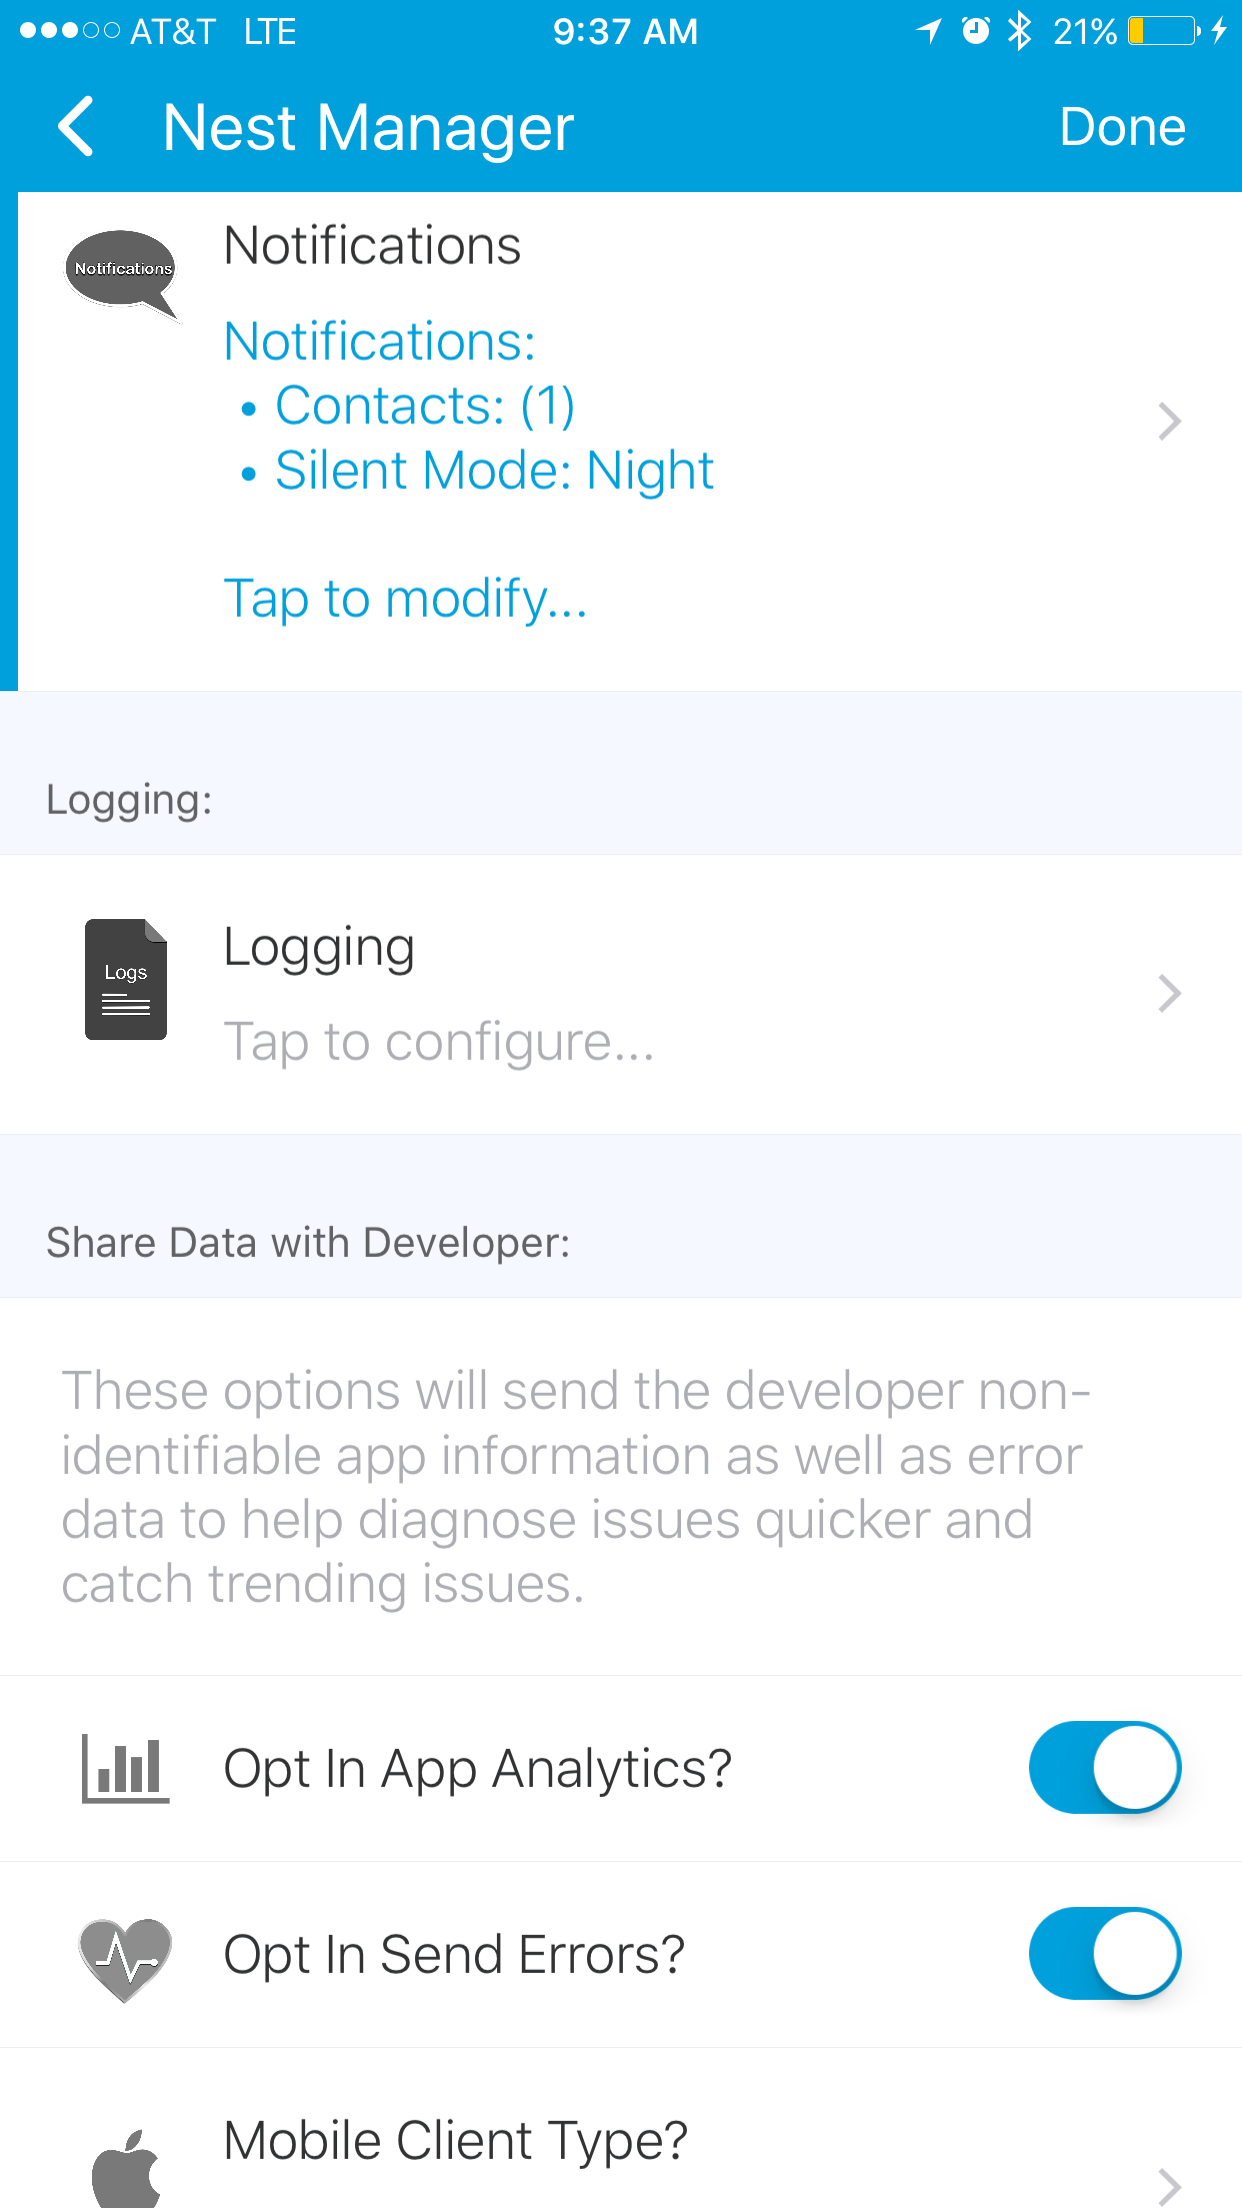 AT&T LTE 9:37 AM 21%
Nest Manager Done
Notifications
Notifications
Notifications:
• Contacts: (1)
• Silent Mode: Night
Tap to modify...
Logging:
Logs
Logging
Tap to configure...
Share Data with Developer:
These options will send the developer non-
identifiable app information as well as error
data to help diagnose issues quicker and
catch trending issues.
Opt In App Analytics?
Opt In Send Errors?
Mobile Client Type?